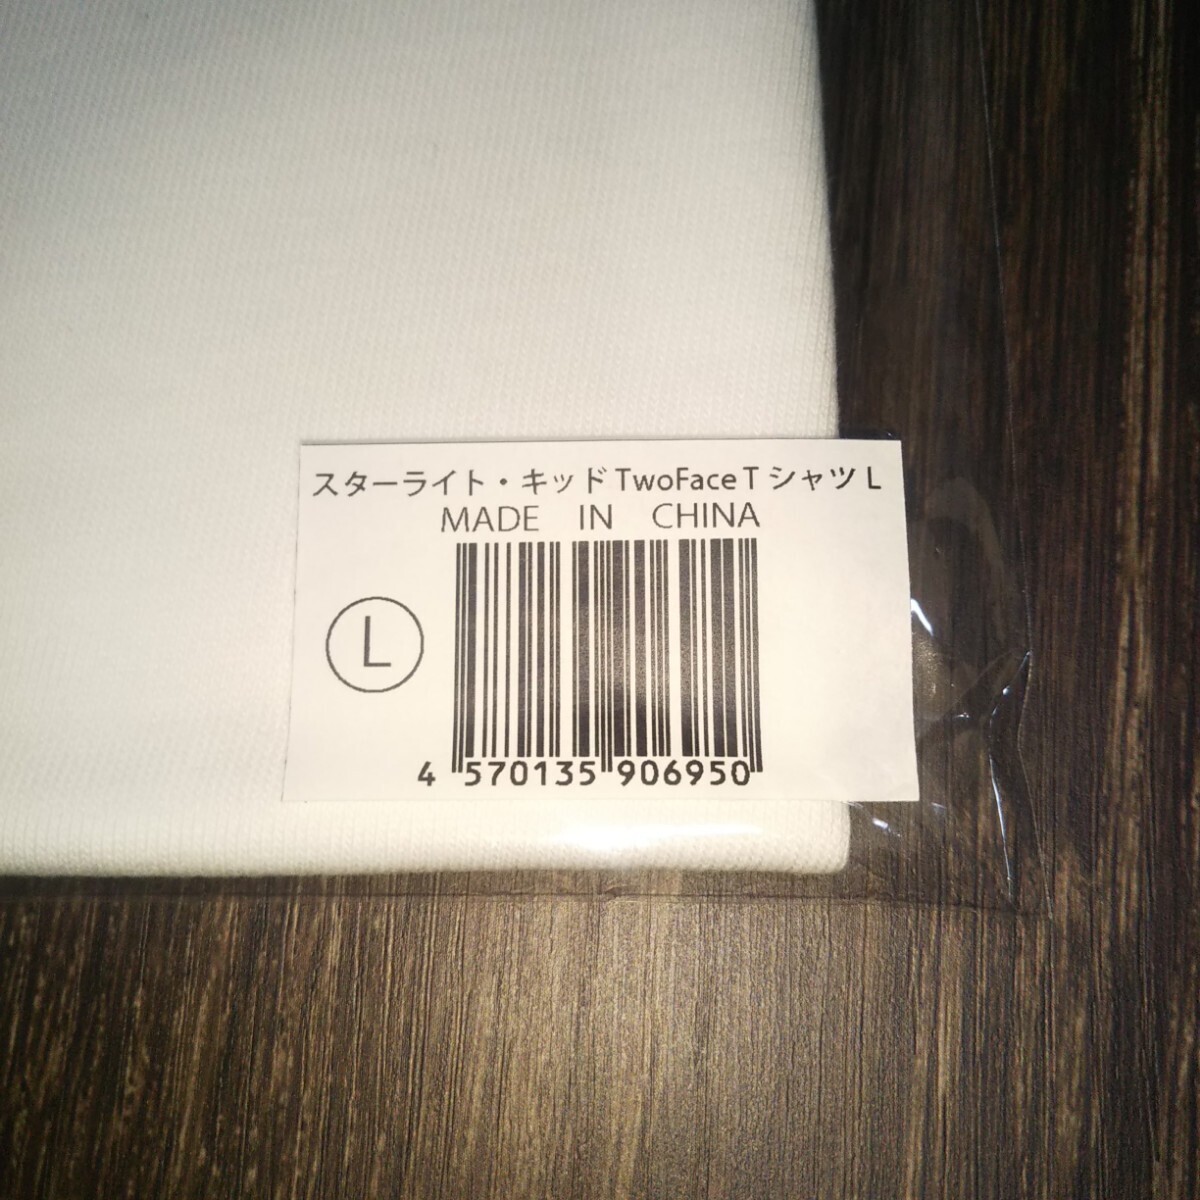 スターライト・キッド TwoFace T シャツ L
MADE IN CHINA
L
4 570135 906950